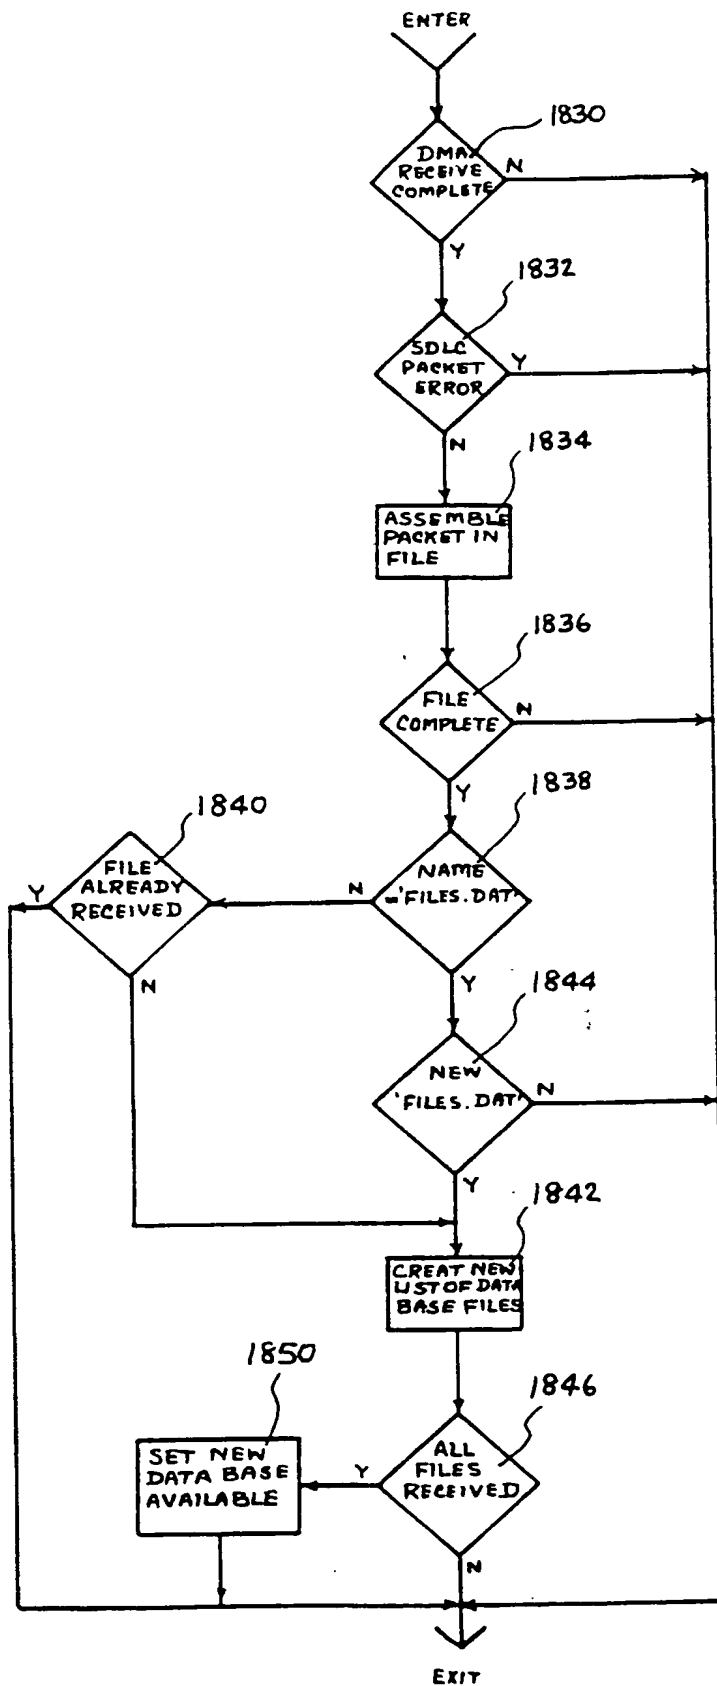 ENTER
1830
DMA
RECEIVE
COMPLETE
N
Y
1832
SDLC
PACKET
ERROR
Y
N
1834
ASSEMBLE
PACKET IN
FILE
1836
FILE
COMPLETE
N
Y
1838
1840
NAME
='FILES.DAT'
N
FILE
ALREADY
RECEIVED
Y
N
Y
1844
NEW
'FILES.DAT'
N
Y
1842
CREAT NEW
LIST OF DATA
BASE FILES
1850
1846
SET NEW
DATA BASE
AVAILABLE
Y
ALL
FILES
RECEIVED
N
EXIT